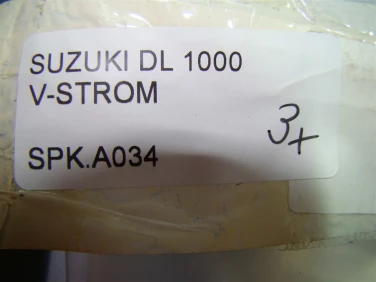 SUZUKI DL 1000
V-STROM
3+
SPK.A034